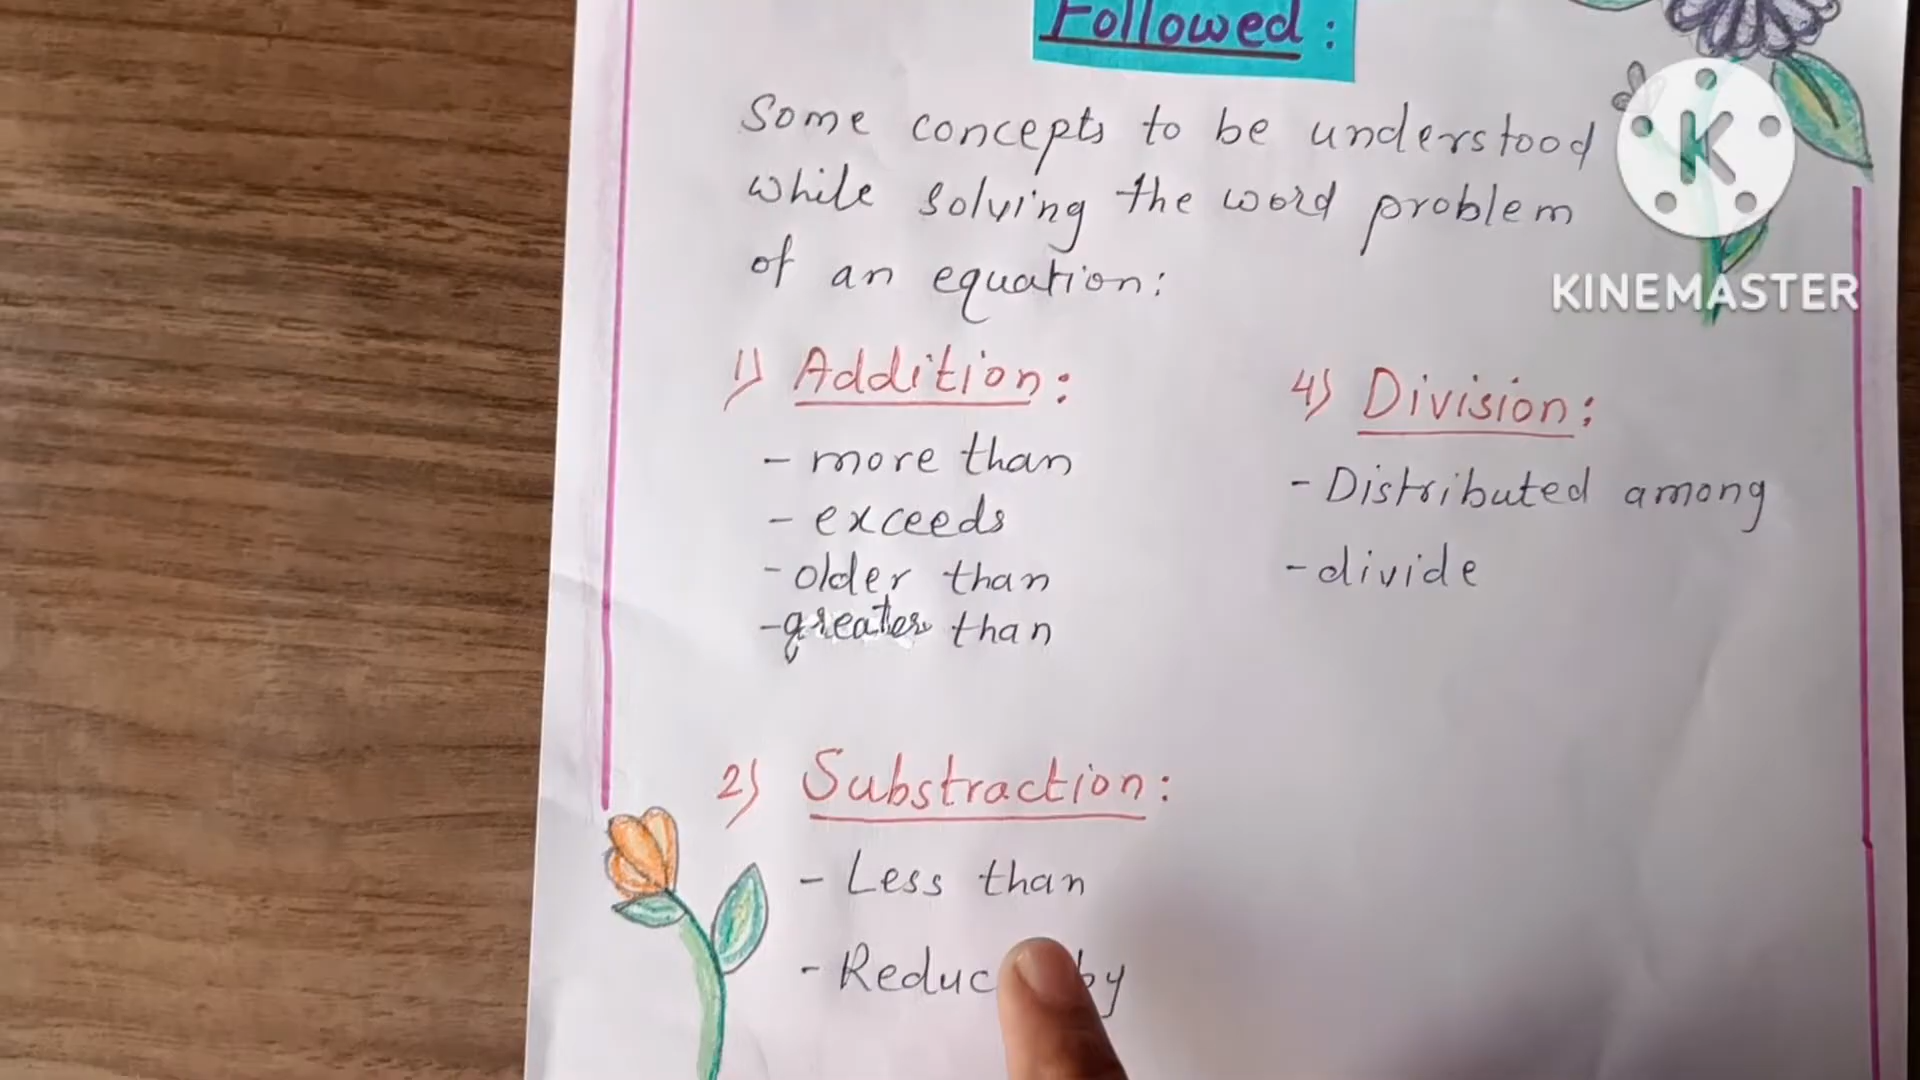 Followed:
Some concepts to be understood
while solving the word problem
of an equation:
1) Addition:
- more than
- exceeds
- older than
- greater than
2) Substraction:
- Less than
- by
4) Division:
- Distributed among
- divide
K
KINEMASTER